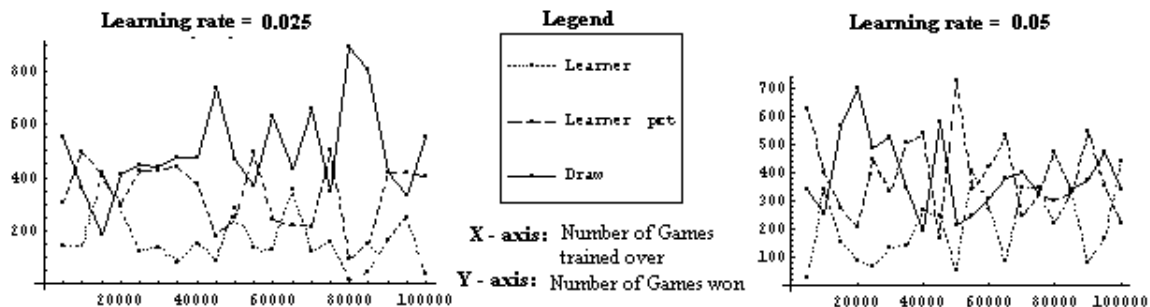 Learning rate = 0.025
Legend
Learning rate = 0.05
800
600
400
200
20000 40000 60000 80000 100000
Learner
Learner prt
Draw
X - axis: Number of Games
trained over
Y - axis: Number of Games won
700
600
500
400
300
200
100
20000 40000 60000 80000 100000